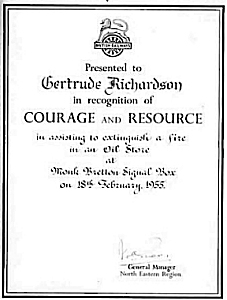 BRITISH RAILWAYS
Presented to
Gertrude Richardson
in recognition of
COURAGE AND RESOURCE
in assisting to extinguish a fire
in an Oil Store
at
Monk Bretton Signal Box
on 18th February, 1955.
General Manager
North Eastern Region